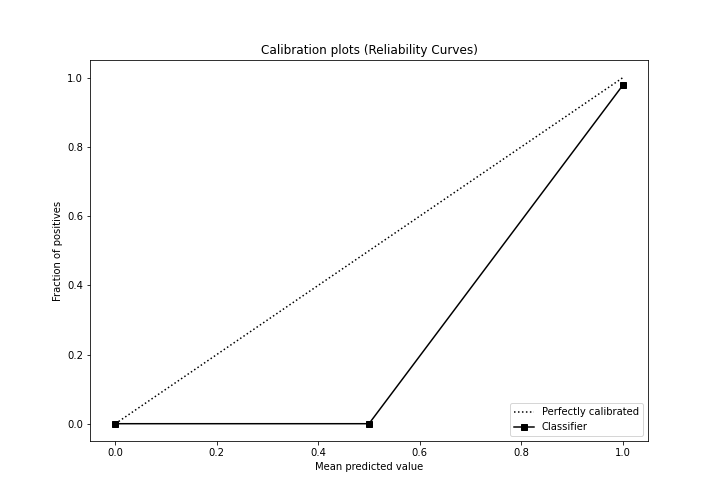 Calibration plots (Reliability Curves)
1.0
0.8
0.6
0.4
0.2
0.0
Fraction of positives
0.0 0.2 0.4 0.6 0.8 1.0
Mean predicted value
Perfectly calibrated
Classifier